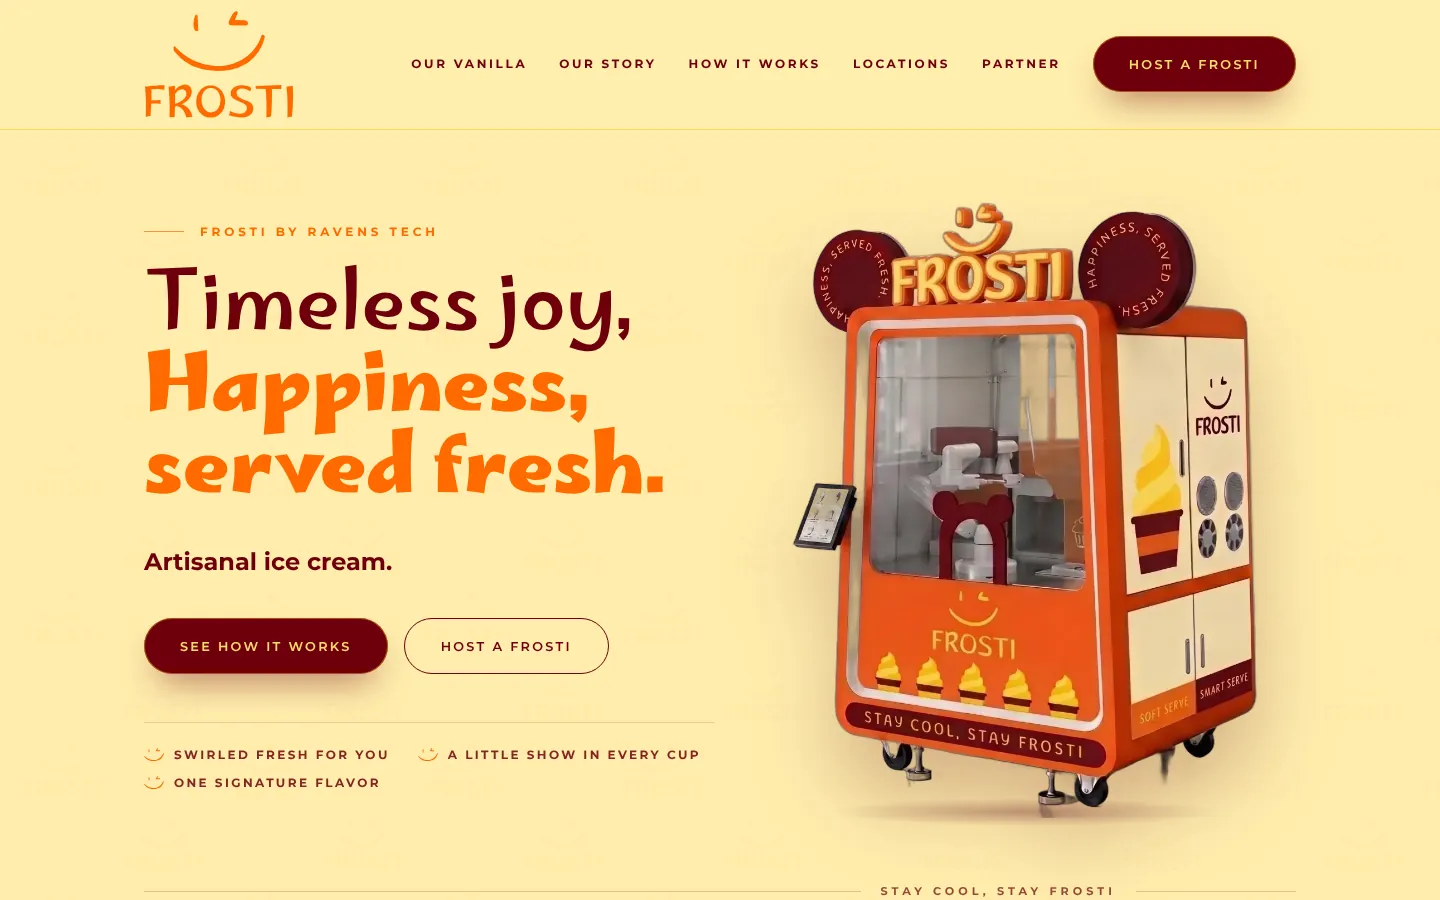 FROSTI
OUR VANILLA
OUR STORY
HOW IT WORKS
LOCATIONS
PARTNER
HOST A FROSTI
FROSTI BY RAVENS TECH
Timeless joy,
Happiness,
served fresh.
Artisanal ice cream.
SEE HOW IT WORKS
HOST A FROSTI
SWIRLED FRESH FOR YOU
A LITTLE SHOW IN EVERY CUP
ONE SIGNATURE FLAVOR
HAPPINESS, SERVED FRESH.
FROSTI
HAPPINESS, SERVED FRESH.
FROSTI
FROSTI
SOFT SERVE
SMART SERVE
STAY COOL, STAY FROSTI
STAY COOL, STAY FROSTI